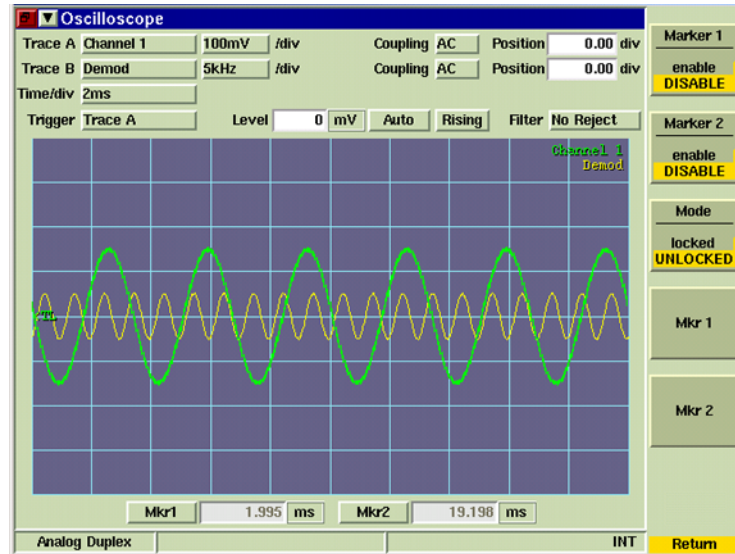 Oscilloscope
Trace A Channel 1 100mV /div Coupling AC Position 0.00 div
Trace B Demod 5kHz /div Coupling AC Position 0.00 div
Time/div 2ms
Trigger Trace A Level 0 mV Auto Rising Filter No Reject
Channel 1
Demod
TL
Mkr1 1.995 ms Mkr2 19.198 ms
Analog Duplex INT
Marker 1
enable
DISABLE
Marker 2
enable
DISABLE
Mode
locked
UNLOCKED
Mkr 1
Mkr 2
Return